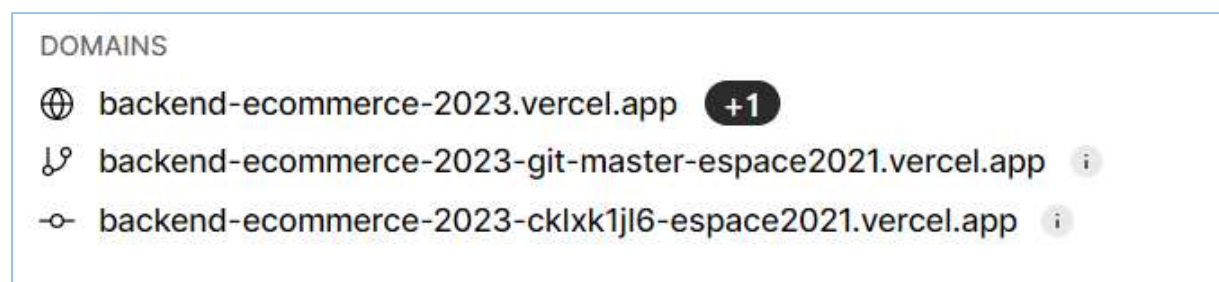 DOMAINS
backend-ecommerce-2023.vercel.app +1
backend-ecommerce-2023-git-master-espace2021.vercel.app i
backend-ecommerce-2023-cklxk1jl6-espace2021.vercel.app i